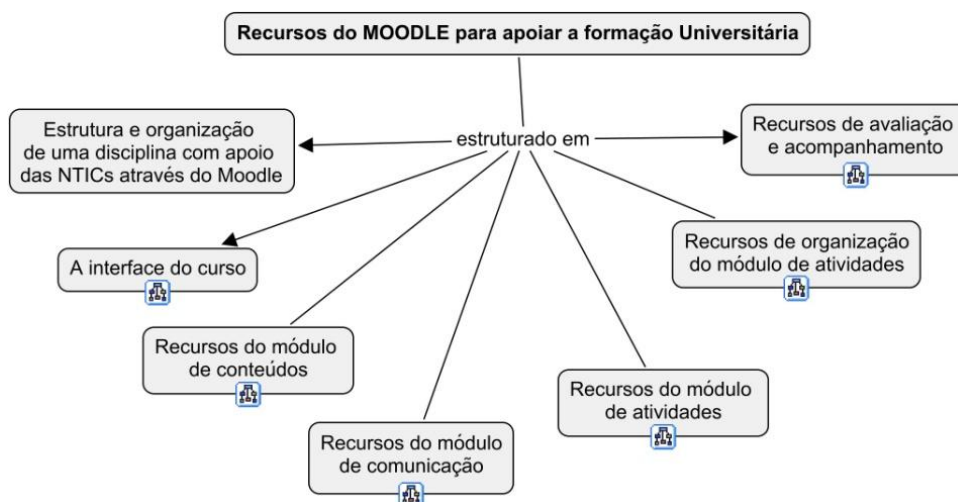 Recursos do MOODLE para apoiar a formação Universitária
Estrutura e organização
de uma disciplina com apoio
das NTICs através do Moodle
estruturado em
Recursos de avaliação
e acompanhamento
A interface do curso
Recursos de organização
do módulo de atividades
Recursos do módulo
de conteúdos
Recursos do módulo
de atividades
Recursos do módulo
de comunicação